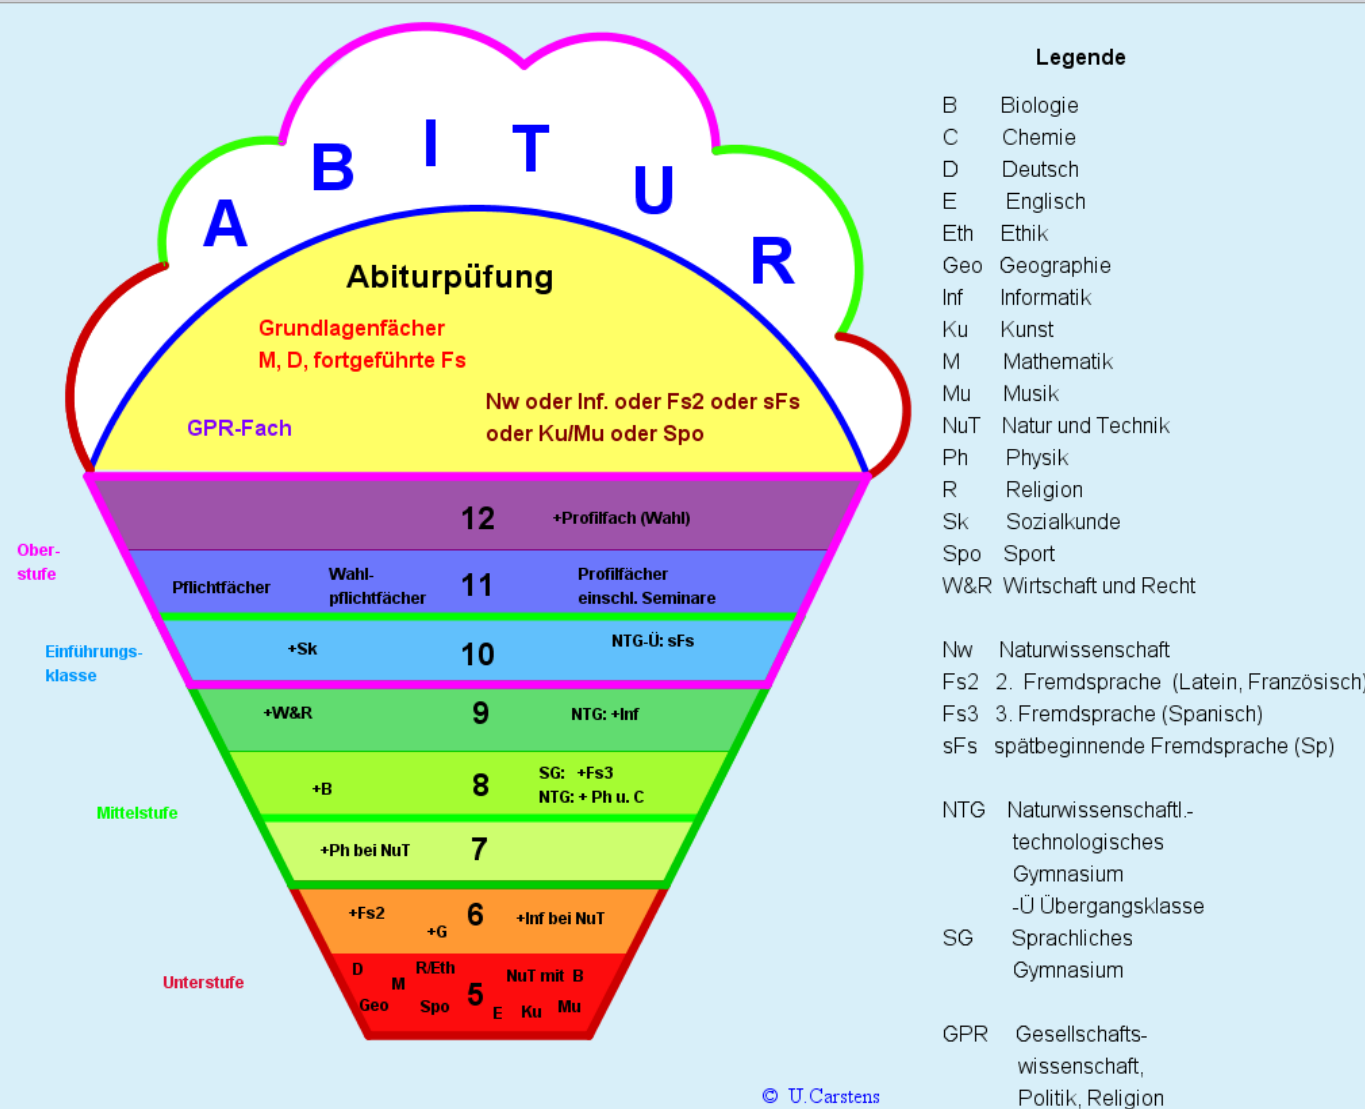 ABITUR
Abiturpüfung
Grundlagenfächer
M, D, fortgeführte Fs
Nw oder Inf. oder Fs2 oder sFs
oder Ku/Mu oder Spo
GPR-Fach
12 +Profilfach (Wahl)
Ober-
stufe
Pflichtfächer
Wahl-
pflichtfächer
11
Profilfächer
einschl. Seminare
Einführungs-
klasse
+Sk 10 NTG-Ü: sFs
+W&R 9 NTG: +Inf
+B 8
SG: +Fs3
NTG: + Ph u. C
Mittelstufe
+Ph bei NuT 7
+Fs2 +G 6 +Inf bei NuT
Unterstufe
D M R/Eth NuT mit B
Geo Spo 5 E Ku Mu
Legende
B Biologie
C Chemie
D Deutsch
E Englisch
Eth Ethik
Geo Geographie
Inf Informatik
Ku Kunst
M Mathematik
Mu Musik
NuT Natur und Technik
Ph Physik
R Religion
Sk Sozialkunde
Spo Sport
W&R Wirtschaft und Recht
Nw Naturwissenschaft
Fs2 2. Fremdsprache (Latein, Französisch)
Fs3 3. Fremdsprache (Spanisch)
sFs spätbeginnende Fremdsprache (Sp)
NTG Naturwissenschaftl.-
technologisches
Gymnasium
-Ü Übergangsklasse
SG Sprachliches
Gymnasium
GPR Gesellschafts-
wissenschaft,
Politik, Religion
© U.Carstens